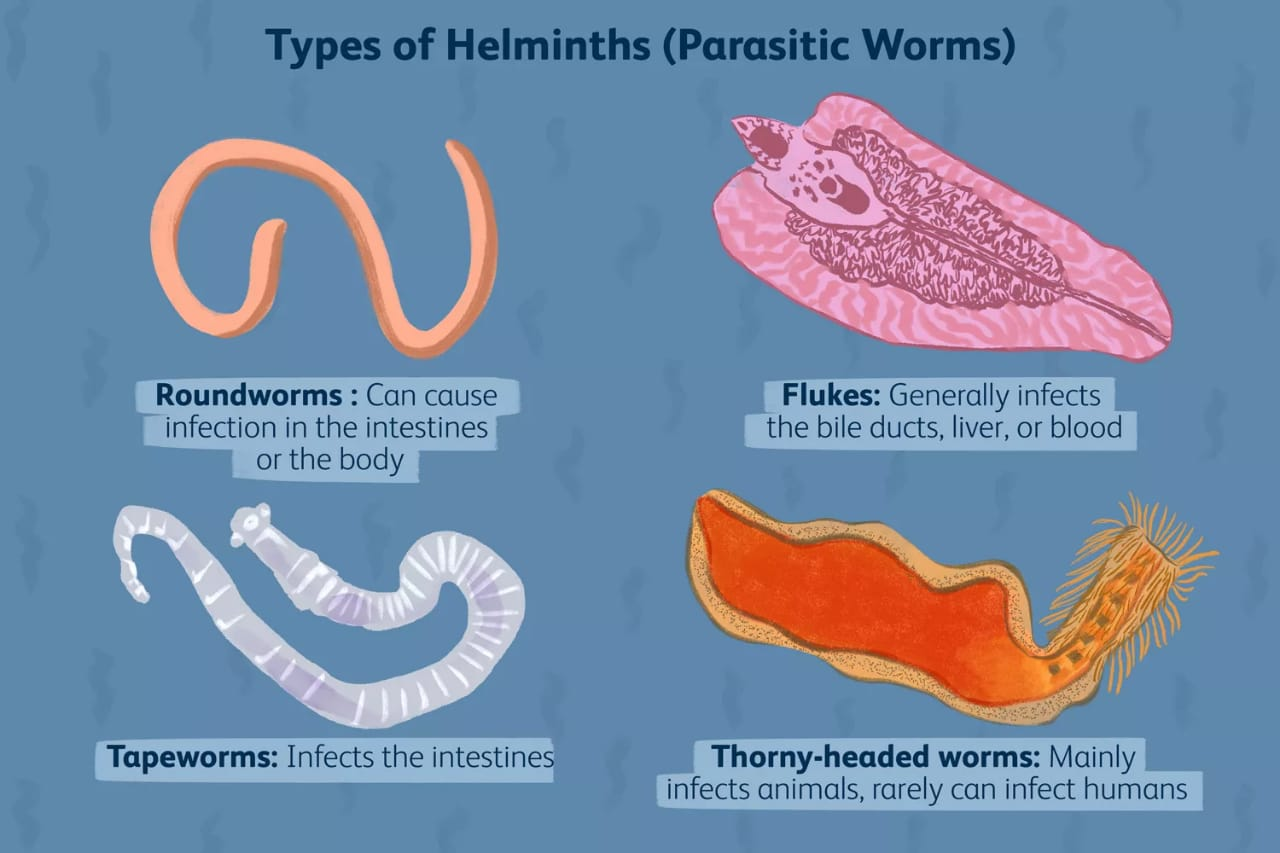 Types of Helminths (Parasitic Worms)
Roundworms : Can cause
infection in the intestines
or the body
Flukes: Generally infects
the bile ducts, liver, or blood
Tapeworms: Infects the intestines
Thorny-headed worms: Mainly
infects animals, rarely can infect humans